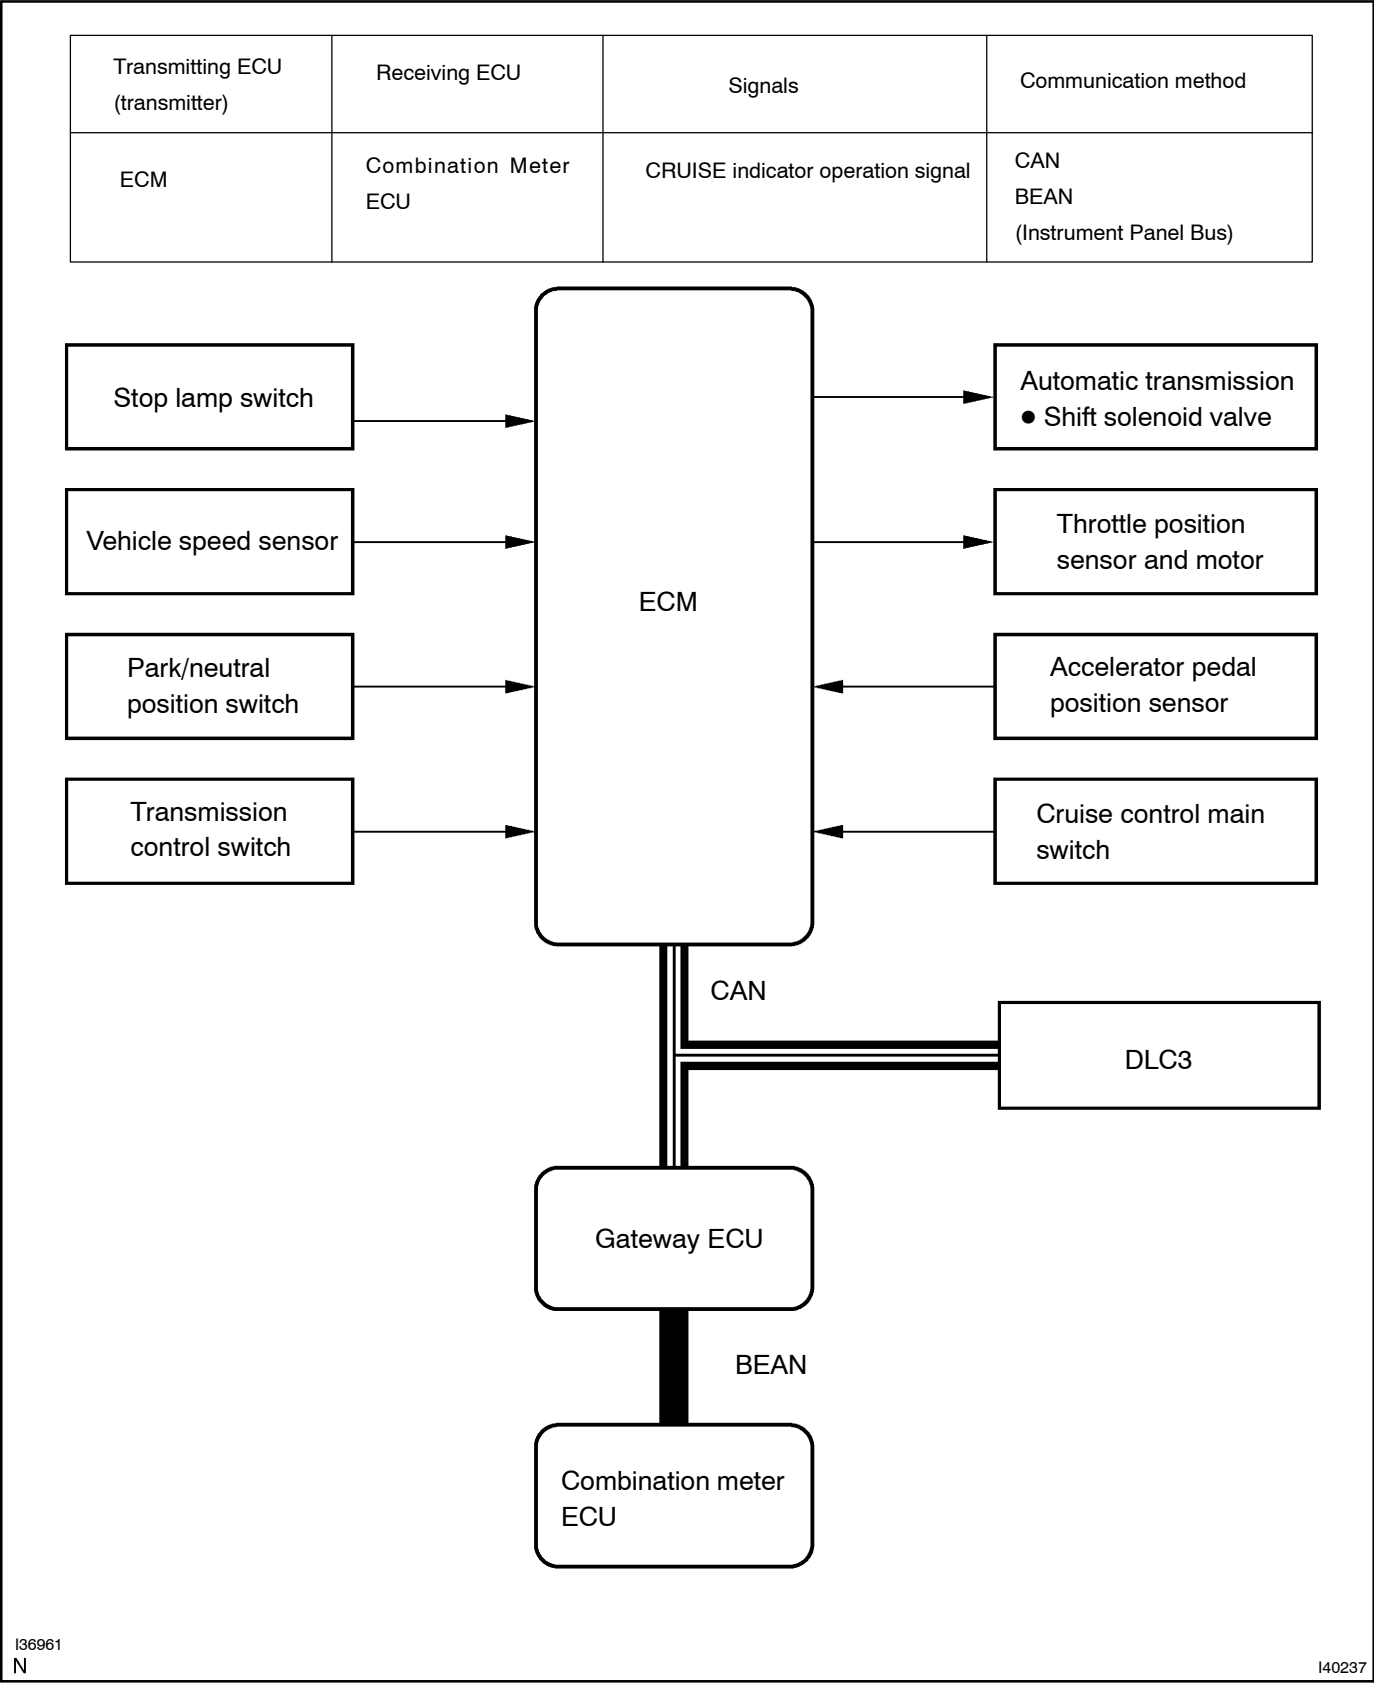 Transmitting ECU
(transmitter)
Receiving ECU
Signals
Communication method
ECM
Combination Meter
ECU
CRUISE indicator operation signal
CAN
BEAN
(Instrument Panel Bus)
Stop lamp switch
Vehicle speed sensor
Park/neutral
position switch
Transmission
control switch
ECM
Automatic transmission
● Shift solenoid valve
Throttle position
sensor and motor
Accelerator pedal
position sensor
Cruise control main
switch
CAN
DLC3
Gateway ECU
BEAN
Combination meter
ECU
I36961
N
I40237